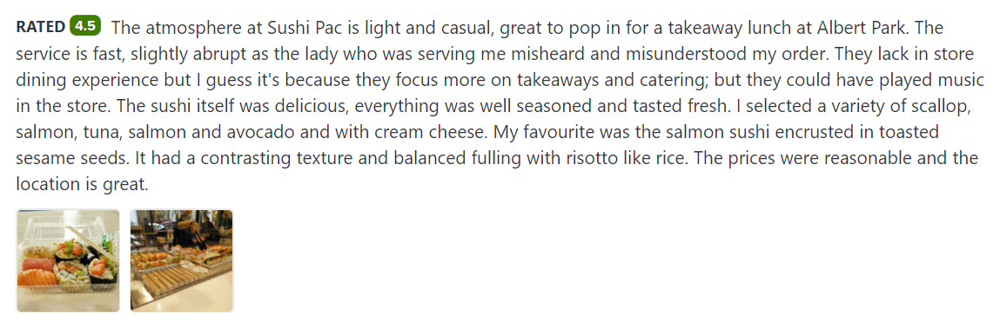 RATED 4.5 The atmosphere at Sushi Pac is light and casual, great to pop in for a takeaway lunch at Albert Park. The
service is fast, slightly abrupt as the lady who was serving me misheard and misunderstood my order. They lack in store
dining experience but I guess it's because they focus more on takeaways and catering; but they could have played music
in the store. The sushi itself was delicious, everything was well seasoned and tasted fresh. I selected a variety of scallop,
salmon, tuna, salmon and avocado and with cream cheese. My favourite was the salmon sushi encrusted in toasted
sesame seeds. It had a contrasting texture and balanced fulling with risotto like rice. The prices were reasonable and the
location is great.